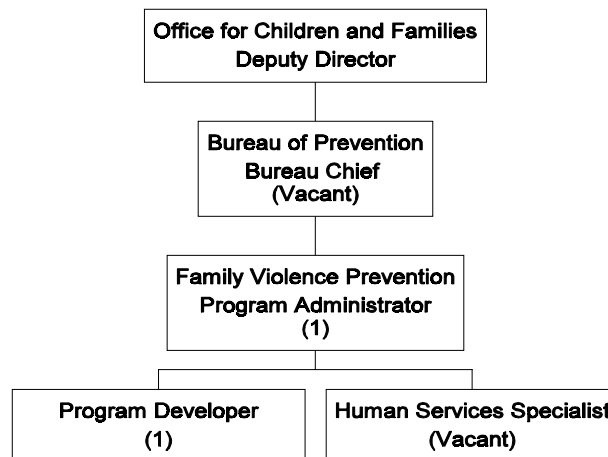 Office for Children and Families
Deputy Director
Bureau of Prevention
Bureau Chief
(Vacant)
Family Violence Prevention
Program Administrator
(1)
Program Developer
(1)
Human Services Specialist
(Vacant)